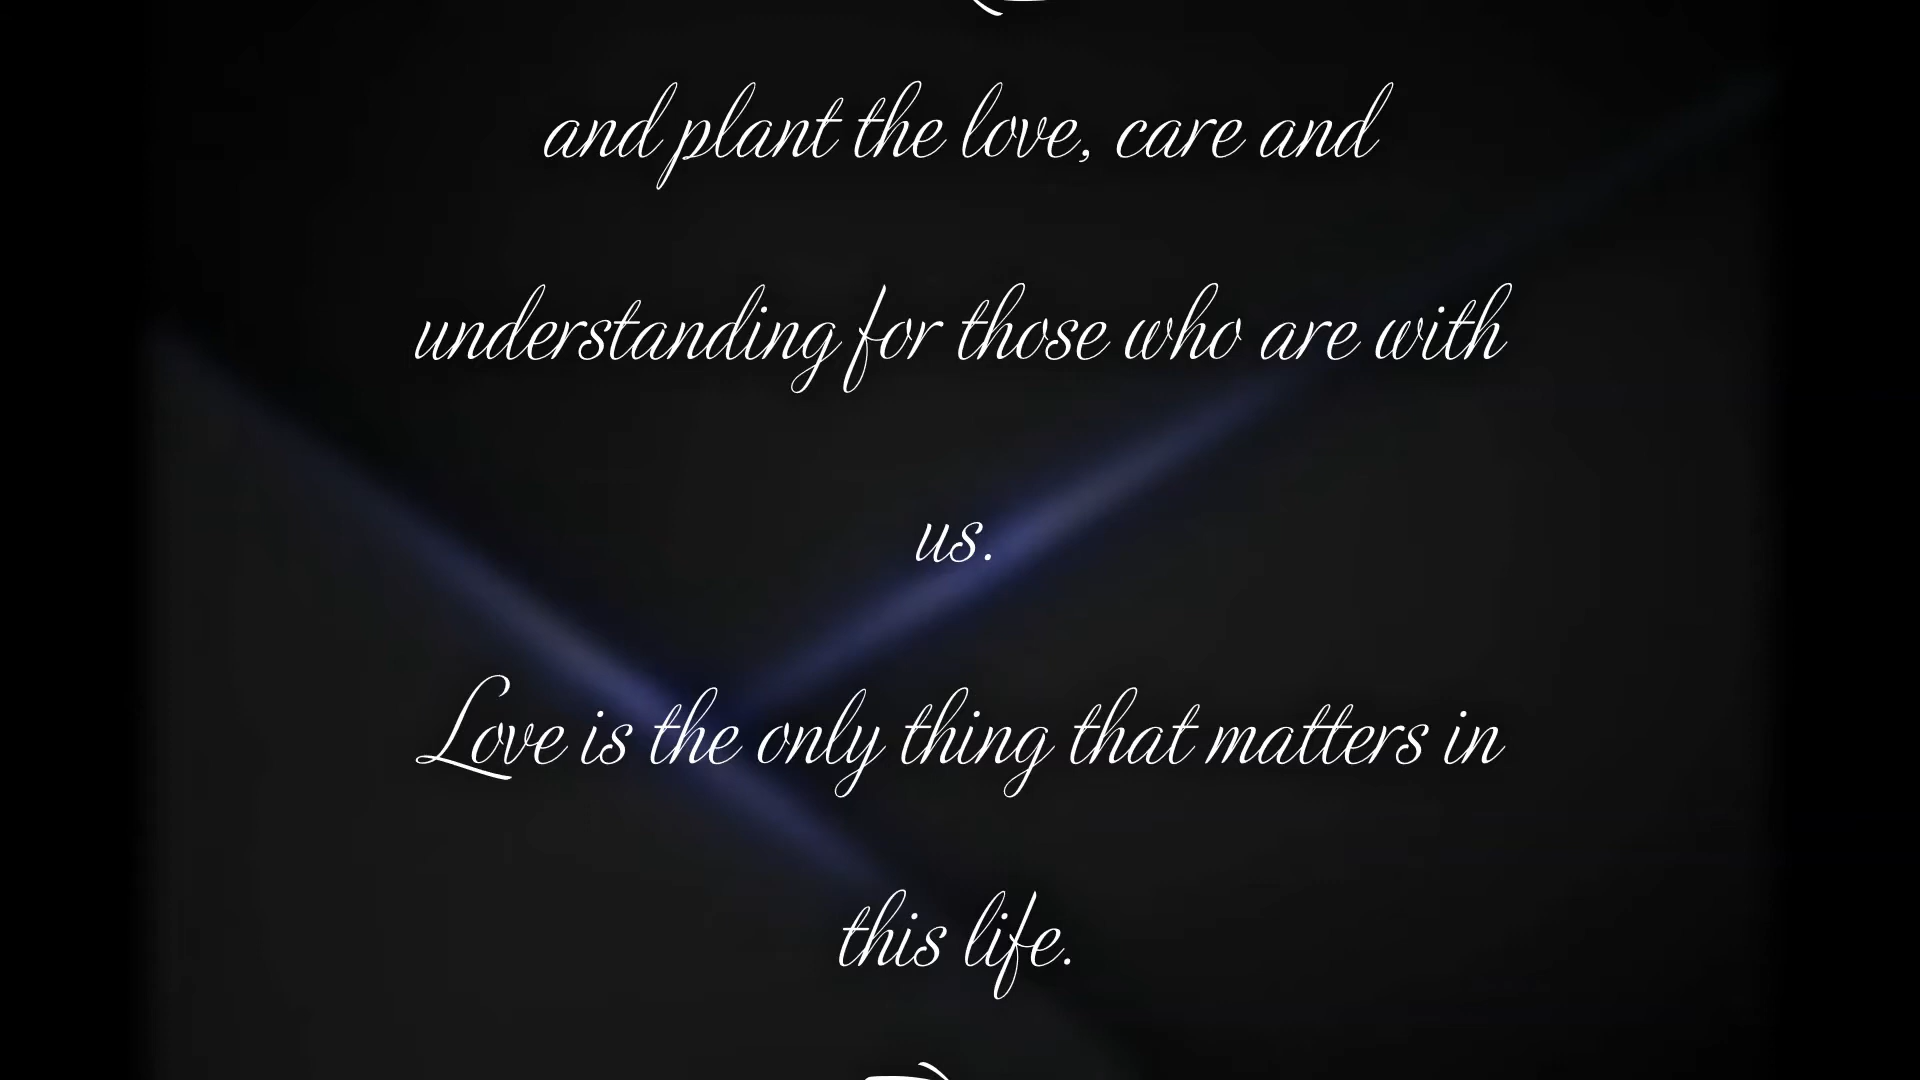 and plant the love, care and
understanding for those who are with
us.
Love is the only thing that matters in
this life.